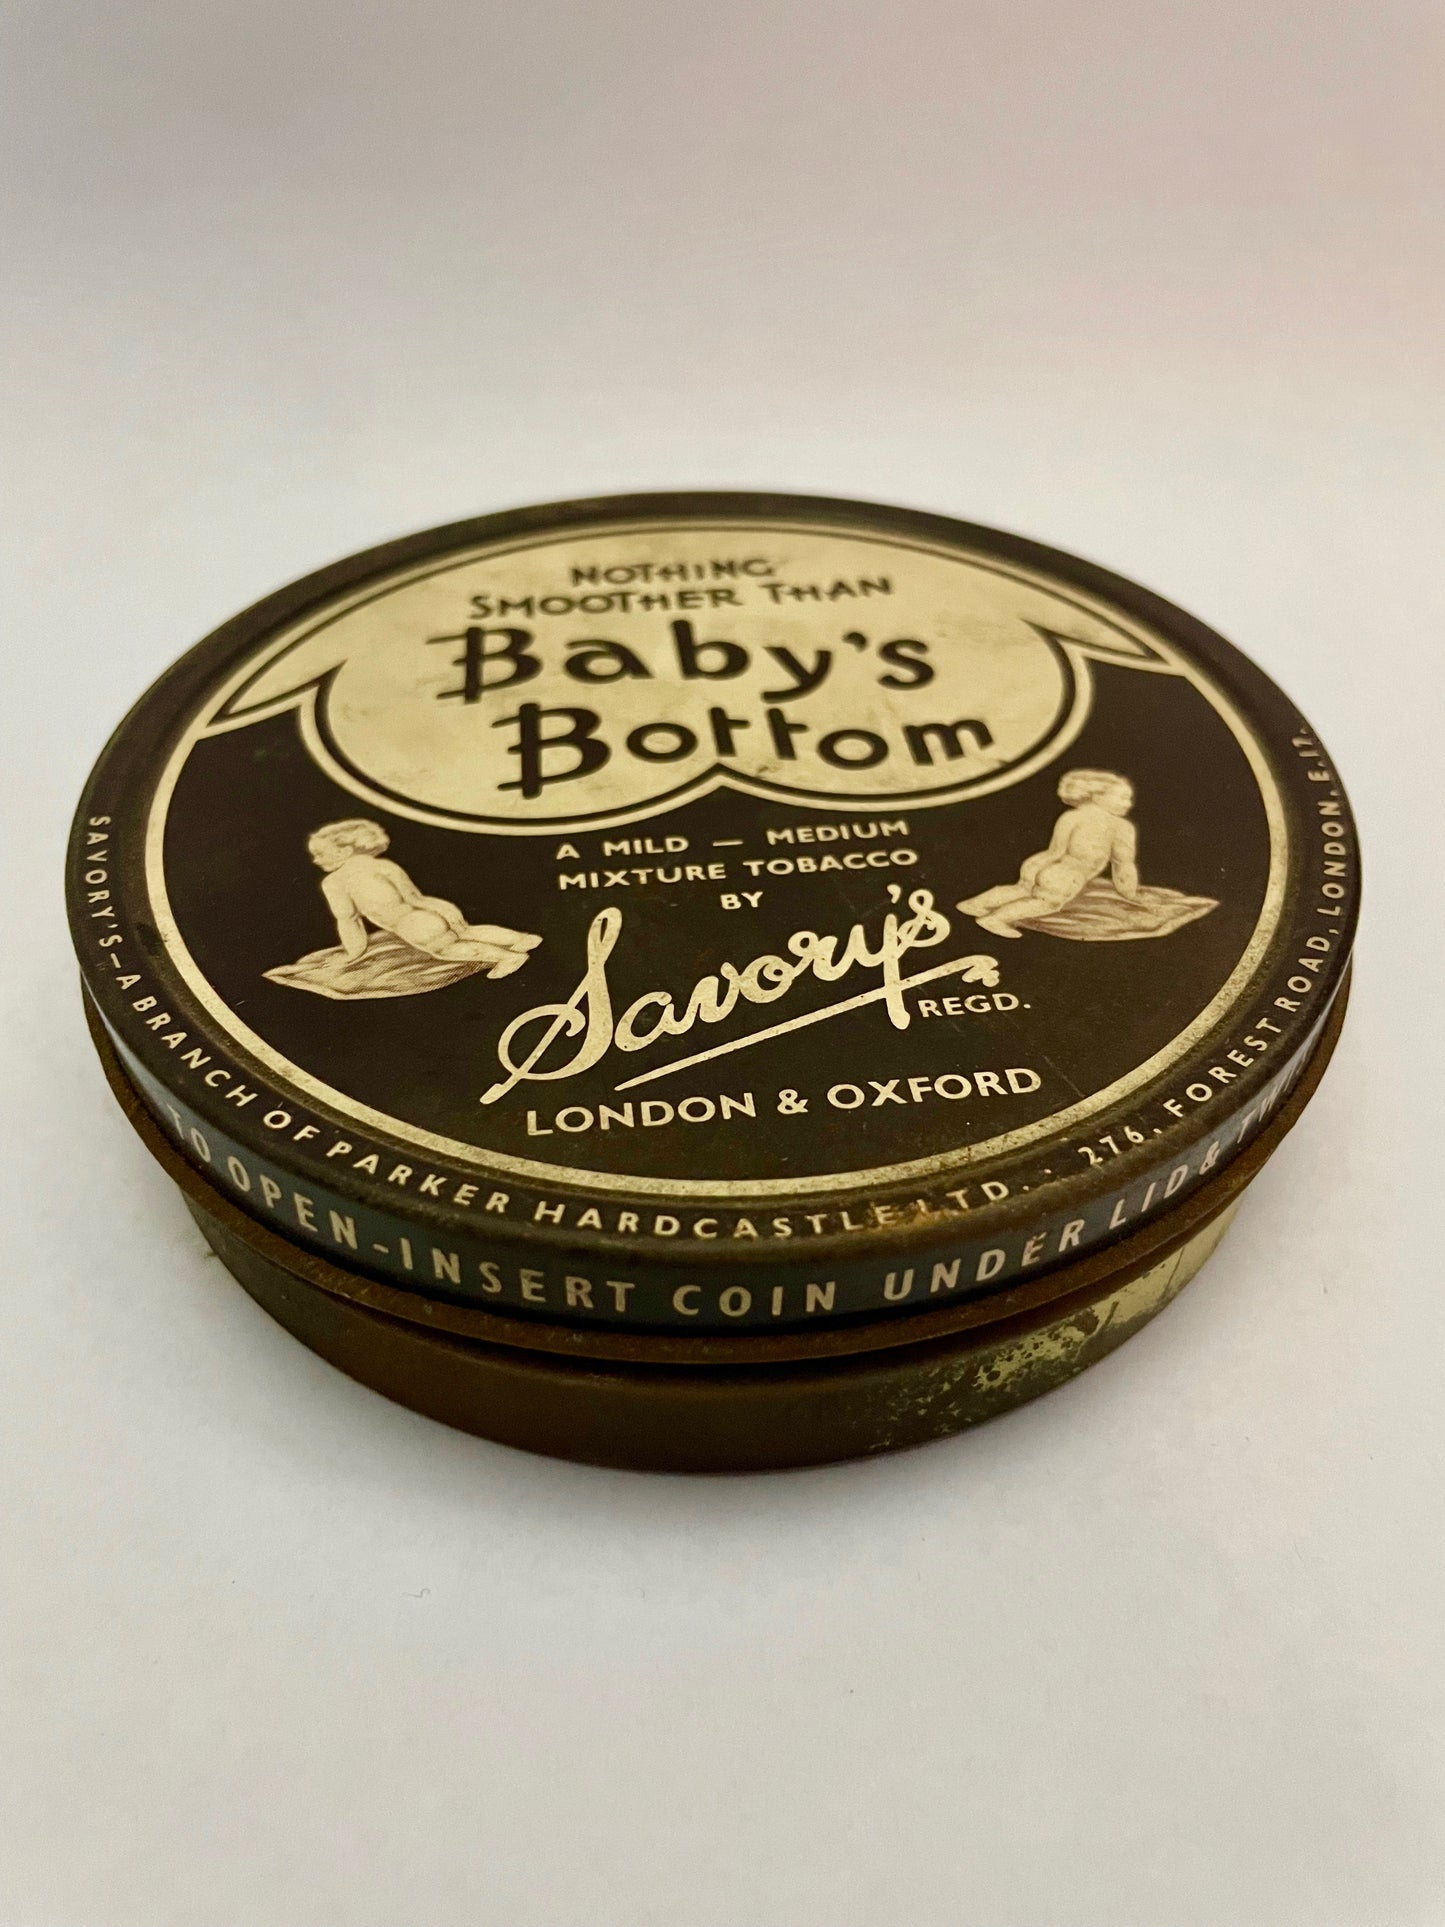 NOTHING
SMOOTHER THAN
Baby's
Bottom
A MILD — MEDIUM
MIXTURE TOBACCO
BY
Savory's
REGD.
LONDON & OXFORD
SAVORY'S — A BRANCH OF PARKER HARDCASTLE LTD.: 276, FOREST ROAD, LONDON, E.17.
TO OPEN-INSERT COIN UNDER LID &